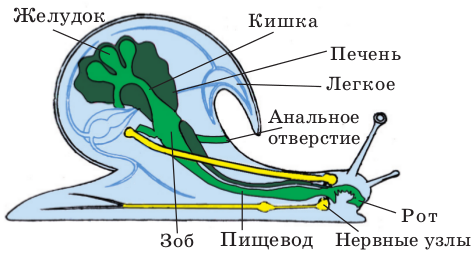 Желудок
Кишка
Печень
Легкое
Анальное
отверстие
Рот
Зоб
Пищевод
Нервные узлы